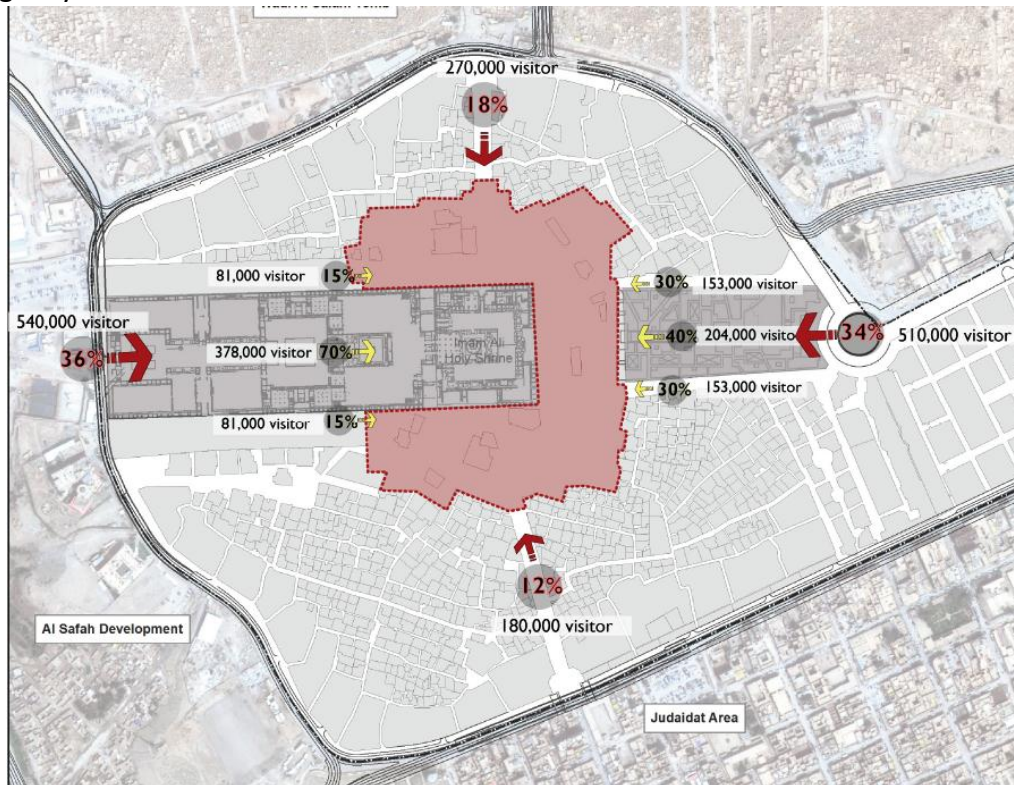 270,000 visitor
18%
81,000 visitor
15%
30%
153,000 visitor
540,000 visitor
36%
378,000 visitor
70%
Imam Ali
Holy Shrine
40%
204,000 visito
34%
510,000 visitor
30%
153,000 visitor
81,000 visitor
15%
12%
180,000 visitor
Al Safah Development
Judaidat Area